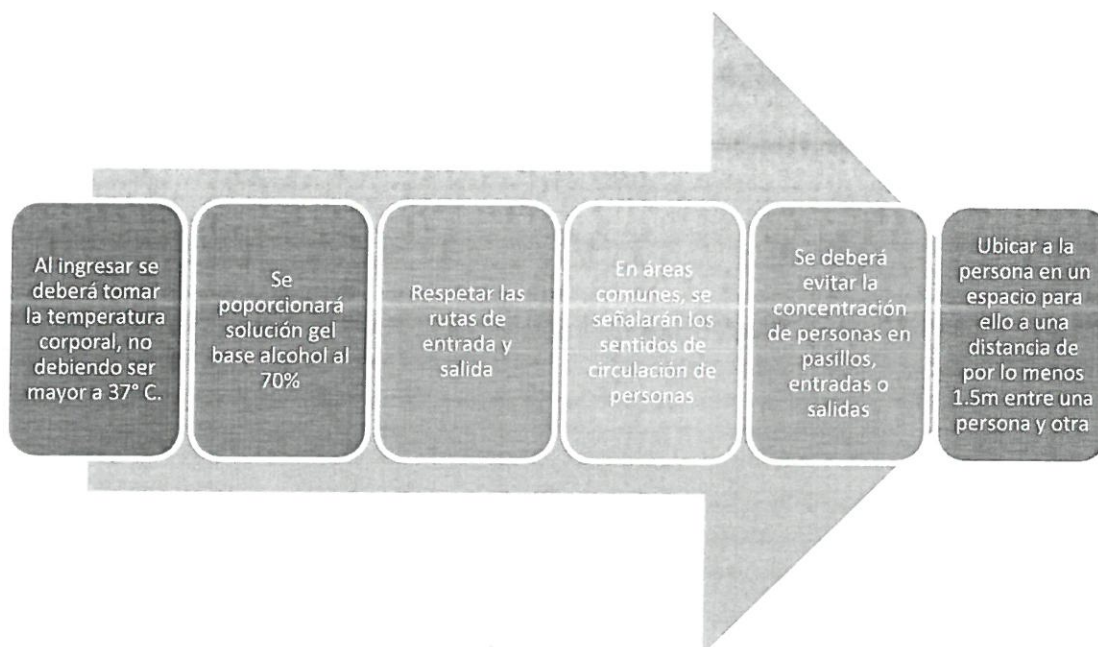 Al ingresar se
deberá tomar
la temperatura
corporal, no
debiendo ser
mayor a 37° C.
Se
poporcionará
solución gel
base alcohol al
70%
Respetar las
rutas de
entrada y
salida
En áreas
comunes, se
señalarán los
sentidos de
circulación de
personas
Se deberá
evitar la
concentración
de personas en
pasillos,
entradas o
salidas
Ubicar a la
persona en un
espacio para
ello a una
distancia de
por lo menos
1.5m entre una
persona y otra